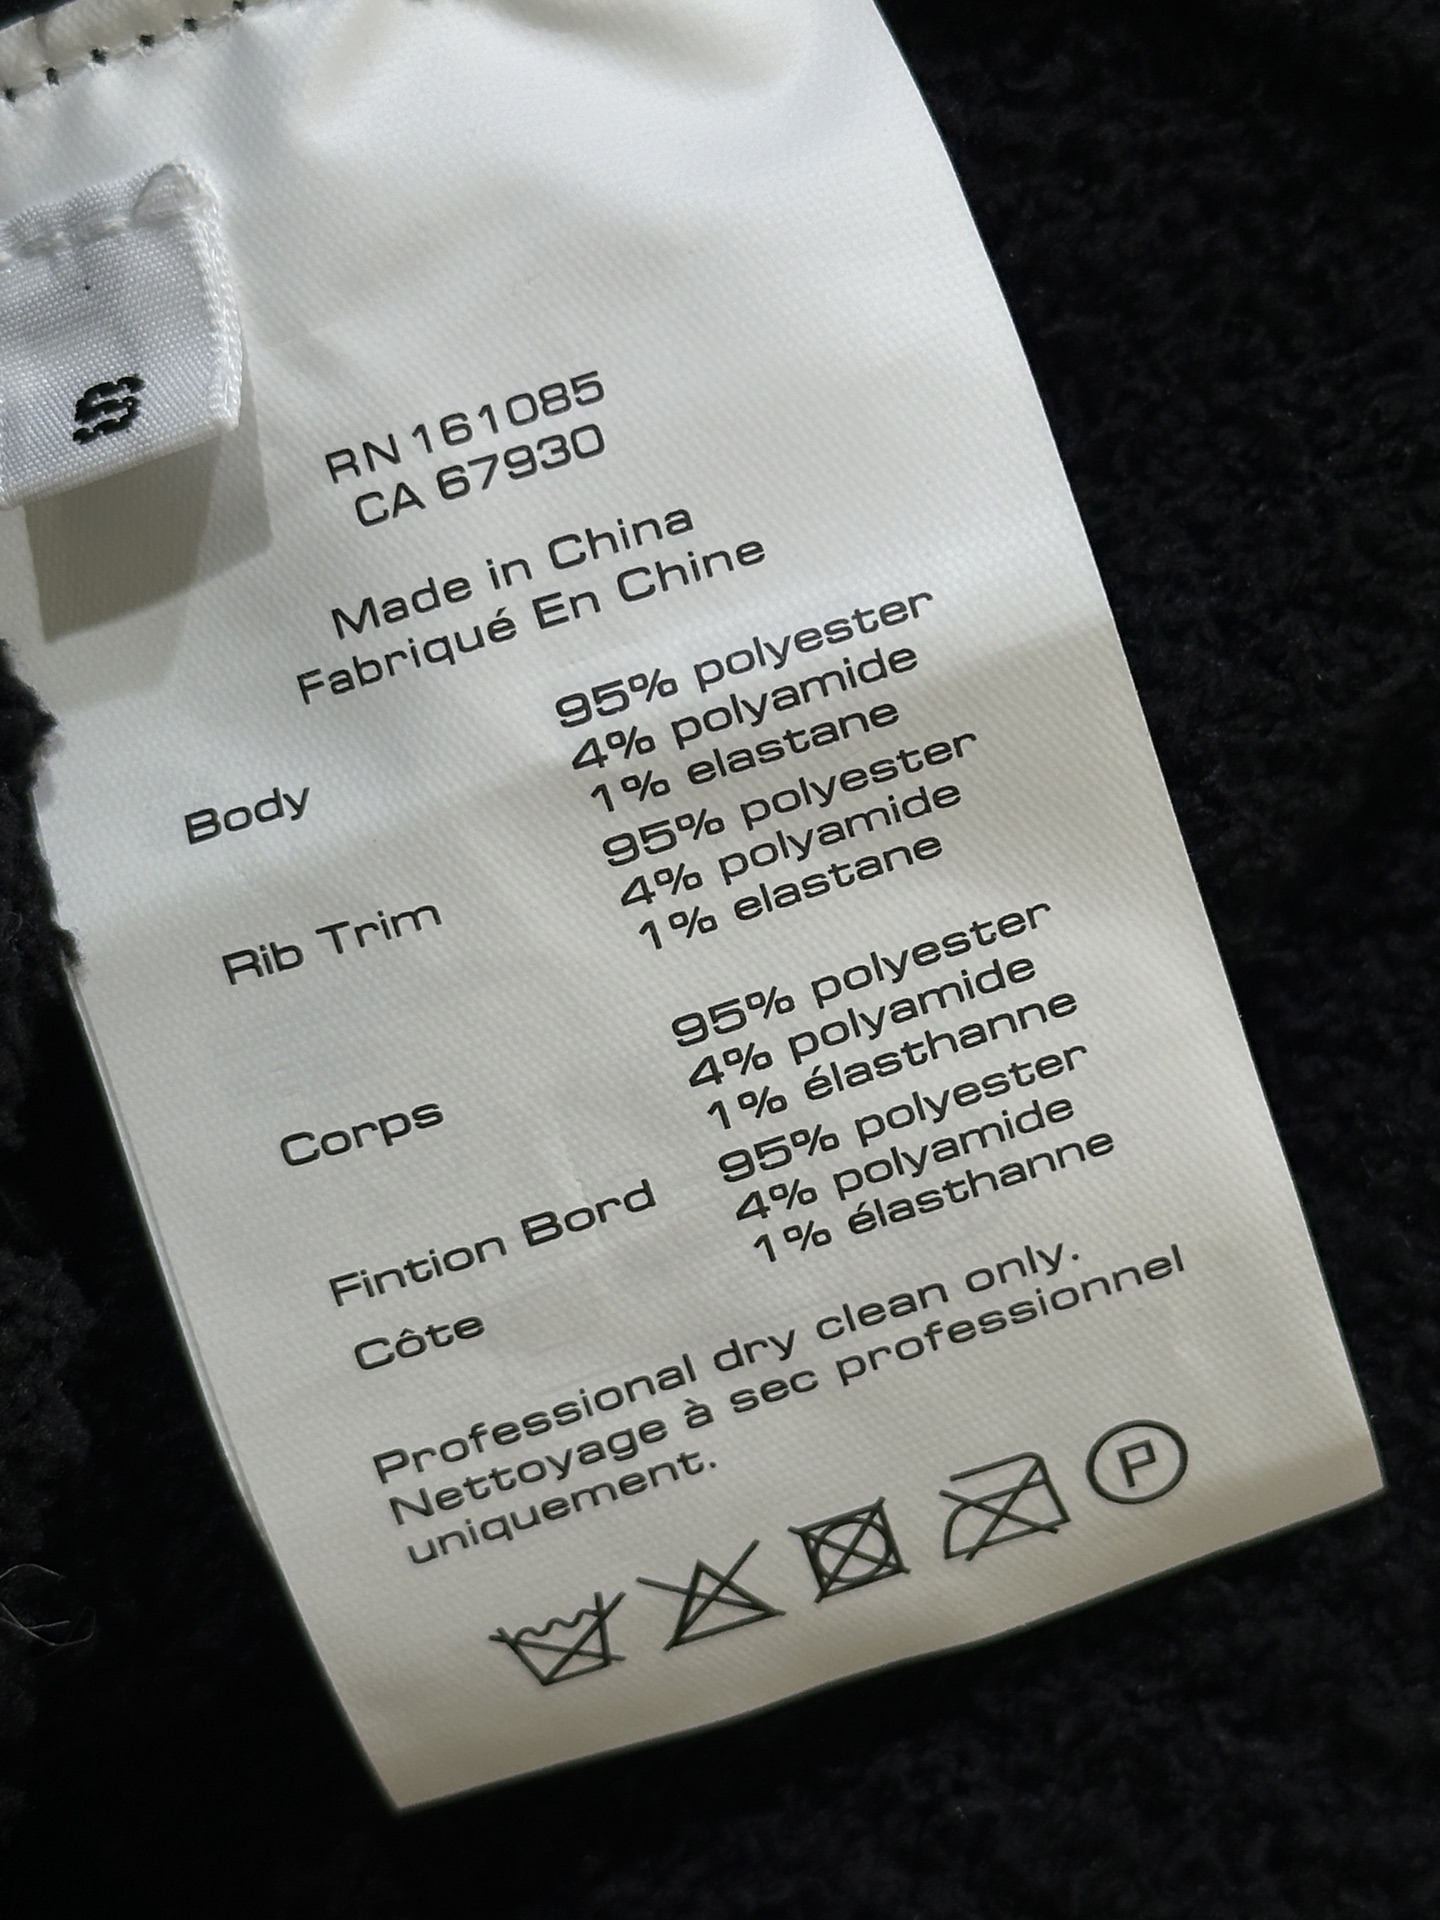 S
RN 161085
CA 67930
Made in China
Fabriqué En Chine
95% polyester
4% polyamide
Body 1% elastane
95% polyester
4% polyamide
Rib Trim 1% elastane
95% polyester
4% polyamide
Corps 1% élasthanne
95% polyester
Fintion Bord 4% polyamide
Côte 1% élasthanne
Professional dry clean only.
Nettoyage à sec professionnel
uniquement.
P